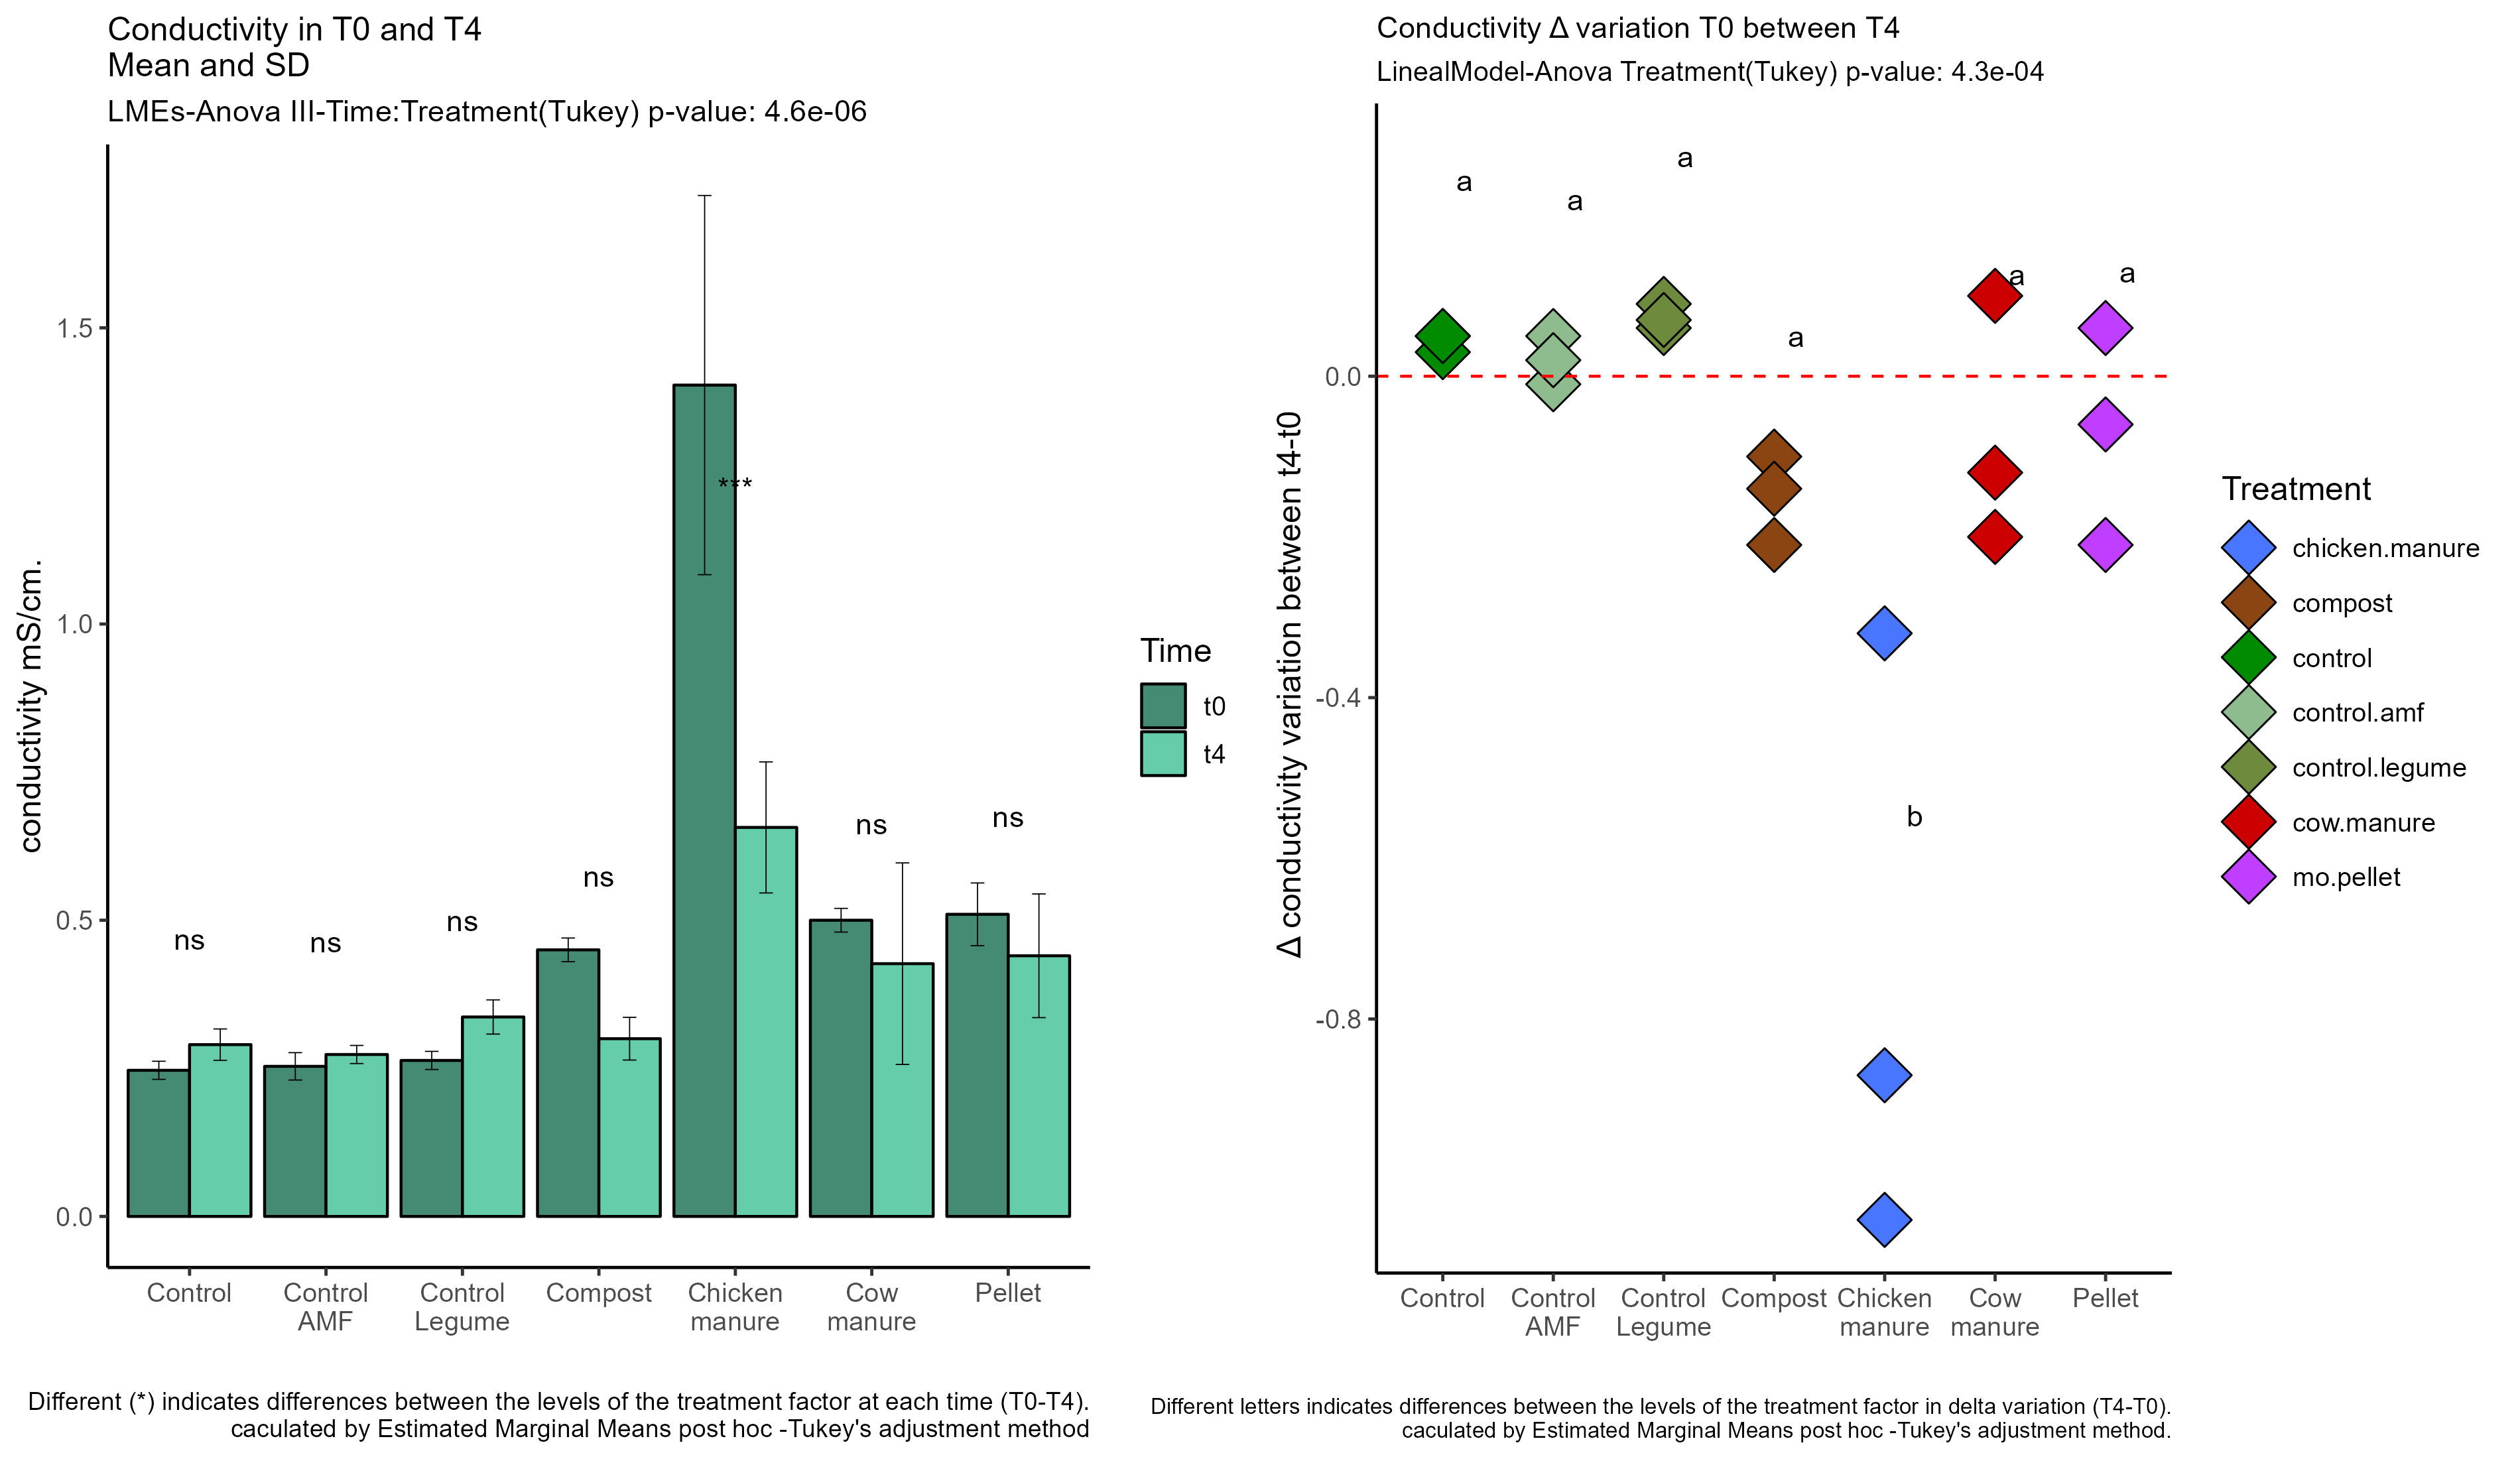 Conductivity in T0 and T4
Mean and SD
LMEs-Anova III-Time:Treatment(Tukey) p-value: 4.6e-06
conductivity mS/cm.
1.5
1.0
0.5
0.0
ns
ns
ns
ns
***
ns
ns
Control
Control
AMF
Control
Legume
Compost
Chicken
manure
Cow
manure
Pellet
Time
t0
t4
Different (*) indicates differences between the levels of the treatment factor at each time (T0-T4).
caculated by Estimated Marginal Means post hoc -Tukey's adjustment method
Conductivity Δ variation T0 between T4
LinealModel-Anova Treatment(Tukey) p-value: 4.3e-04
Δ conductivity variation between t4-t0
0.0
-0.4
-0.8
a
a
a
a
b
a
a
Control
Control
AMF
Control
Legume
Compost
Chicken
manure
Cow
manure
Pellet
Treatment
chicken.manure
compost
control
control.amf
control.legume
cow.manure
mo.pellet
Different letters indicates differences between the levels of the treatment factor in delta variation (T4-T0).
caculated by Estimated Marginal Means post hoc -Tukey's adjustment method.